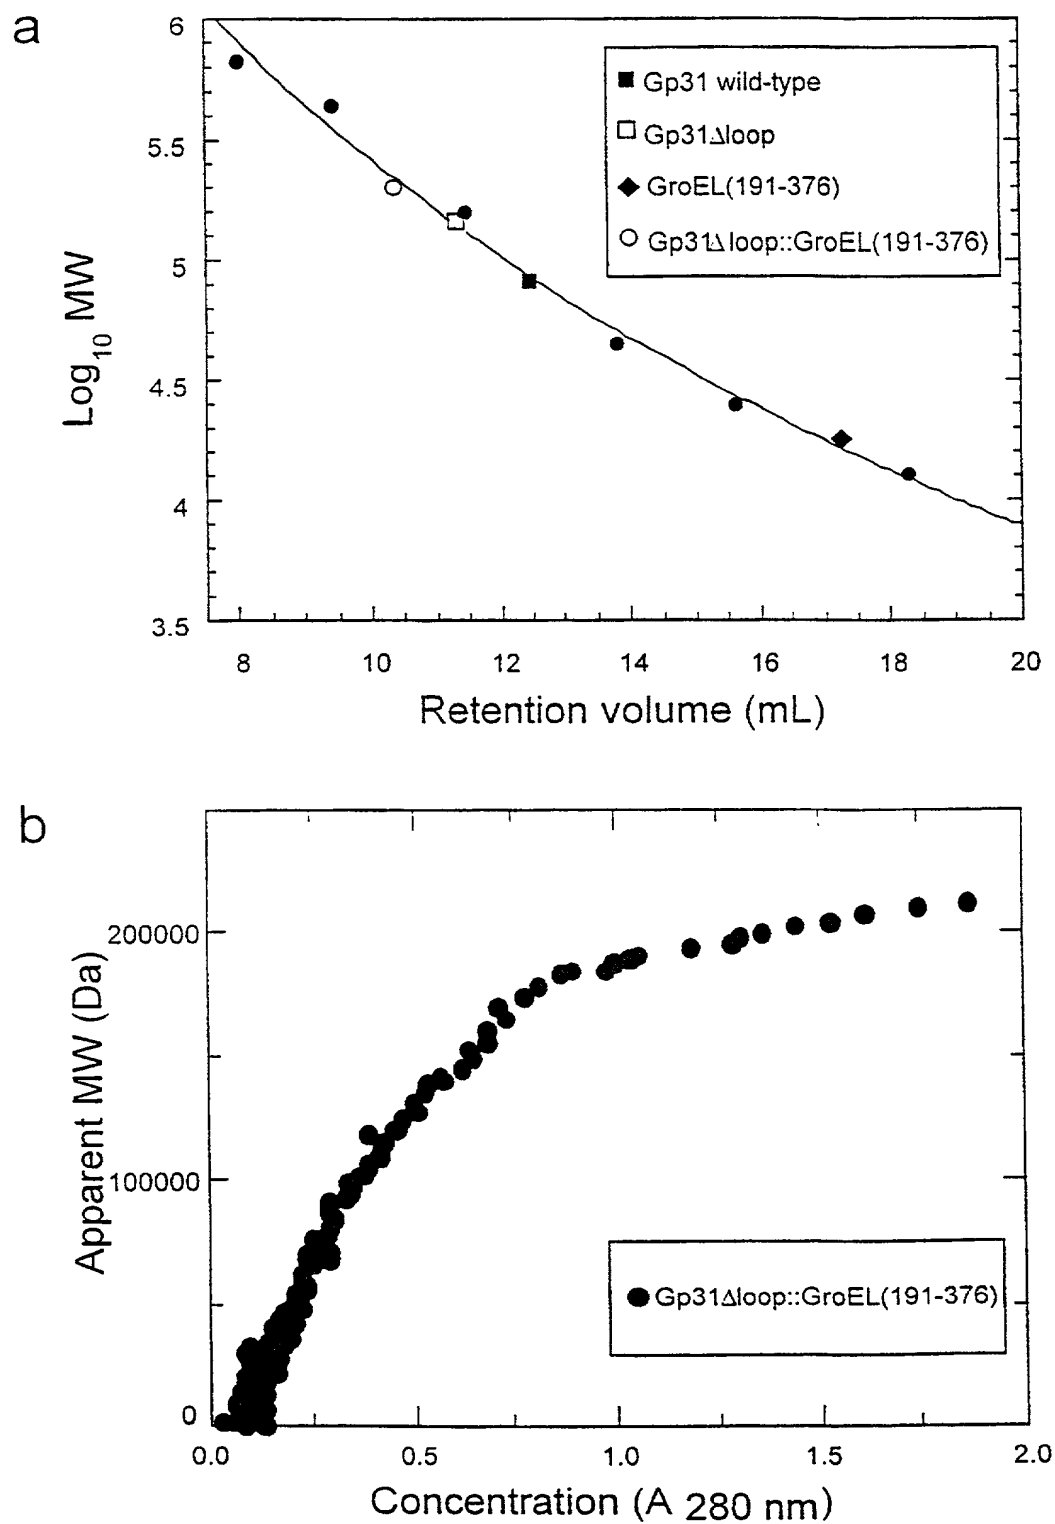 a
6
5.5
5
4.5
4
3.5
Log10 MW
Gp31 wild-type
Gp31Δloop
GroEL(191-376)
Gp31Δloop::GroEL(191-376)
8 10 12 14 16 18 20
Retention volume (mL)
b
200000
100000
0
Apparent MW (Da)
Gp31Δloop::GroEL(191-376)
0.0 0.5 1.0 1.5 2.0
Concentration (A 280 nm)